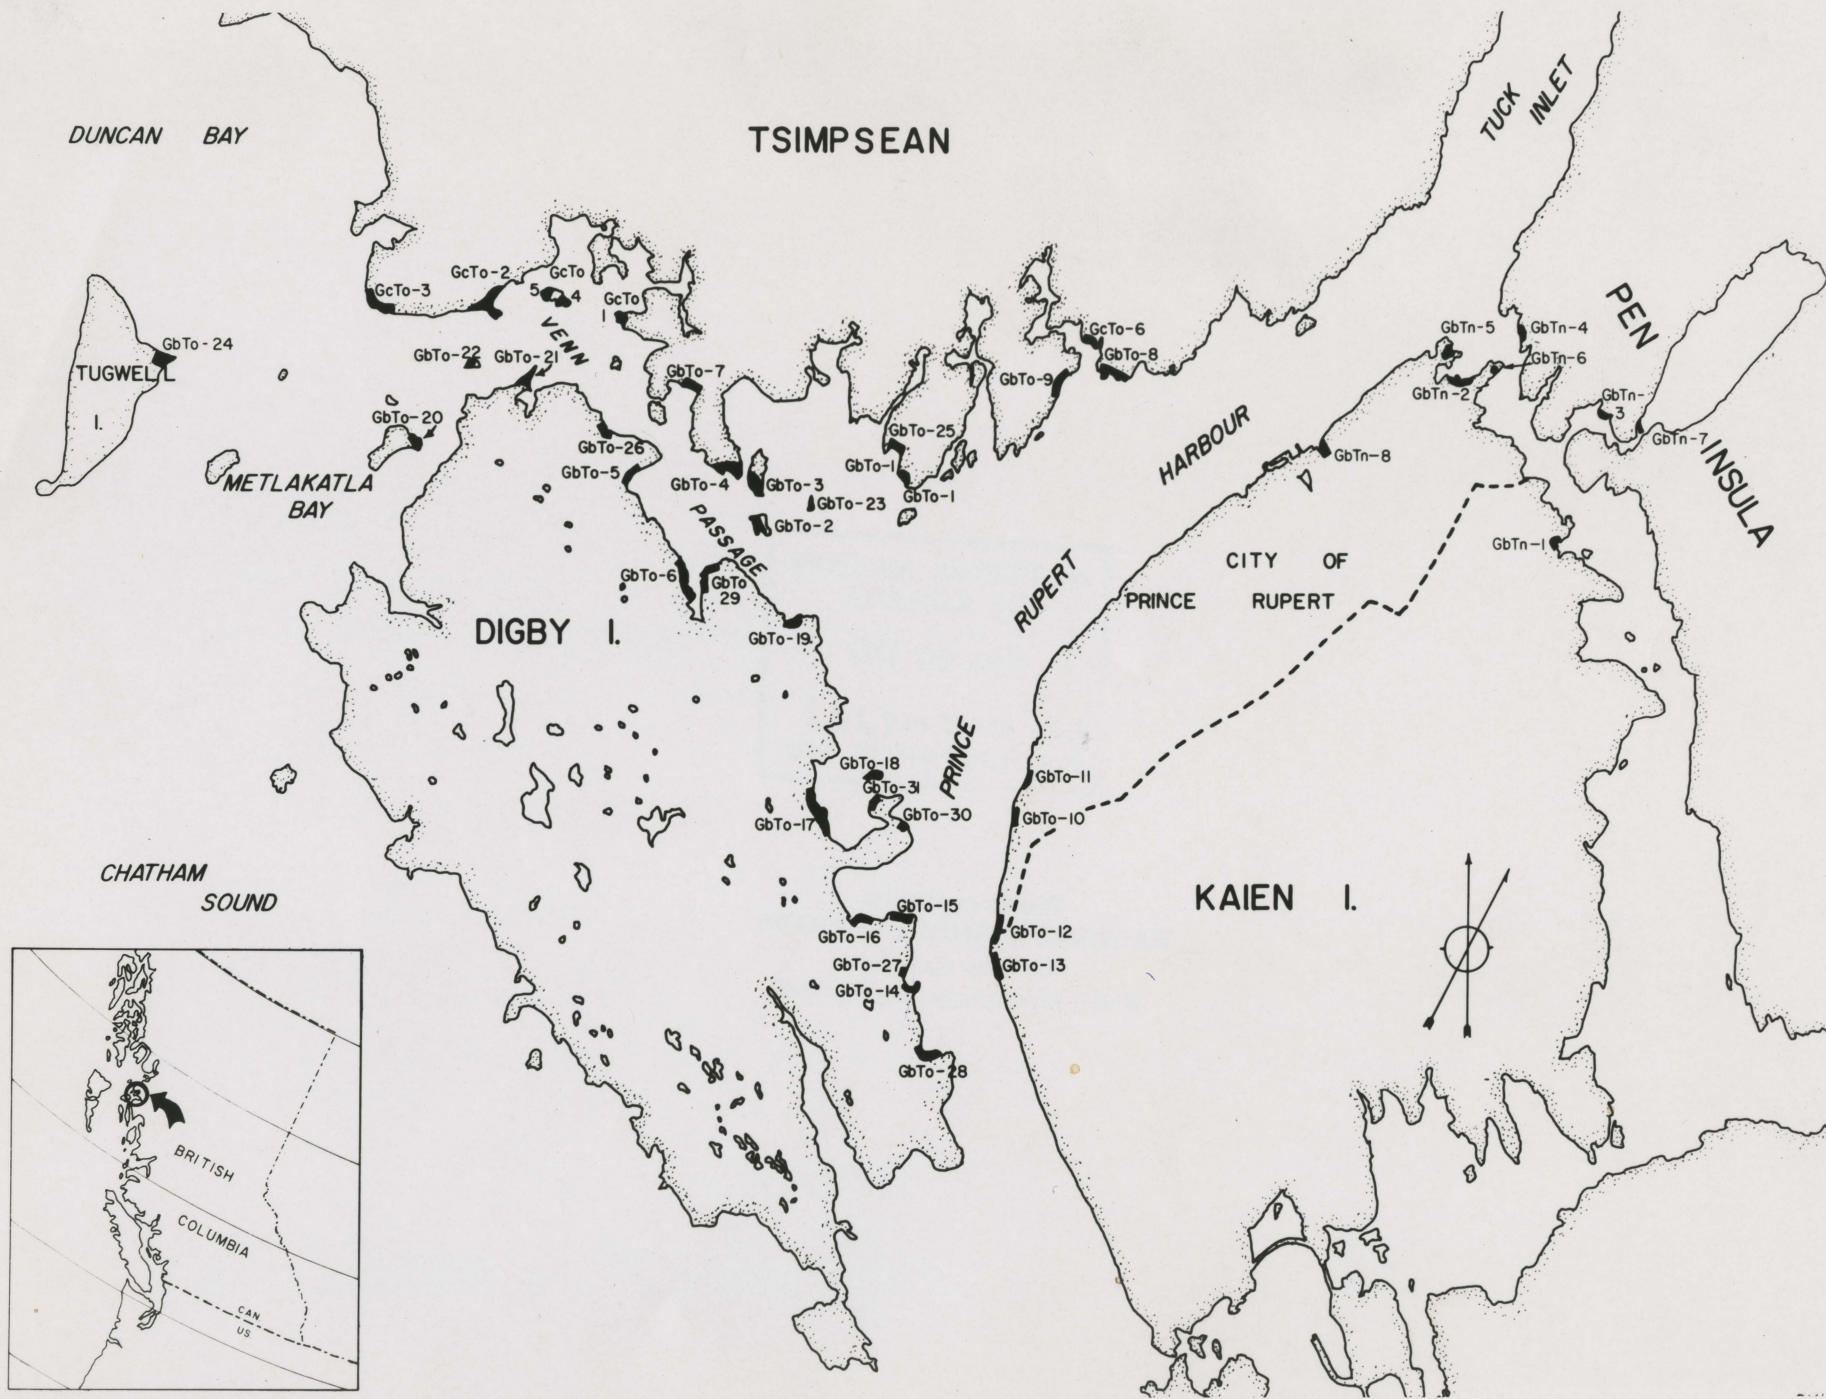 TUCK
INLET
DUNCAN BAY
TSIMPSEAN
GcTo-2
GcTo
5
4
GcTo-3
GcTo
1
VENN
GcTo-6
PEN
GbTn-5
GbTn-4
GbTo-24
GbTo-22
GbTo-21
GbTo-8
GbTn-6
TUGWELL
I.
GbTo-7
GbTo-9
GbTn-2
GbTn-
3
GbTo-20
GbTo-25
HARBOUR
GbTn-7
INSULA
GbTo-26
GbTn-8
GbTo-5
GbTo-1
METLAKATLA
BAY
GbTo-4
GbTo-3
GbTo-1
GbTo-23
GbTo-2
PASSAGE
GbTn-1
CITY OF
PRINCE RUPERT
GbTo-6
GbTo
29
RUPERT
DIGBY I.
GbTo-19
PRINCE
GbTo-18
GbTo-11
GbTo-31
GbTo-30
GbTo-17
GbTo-10
CHATHAM
SOUND
KAIEN I.
GbTo-15
GbTo-16
GbTo-12
GbTo-27
GbTo-13
GbTo-14
GbTo-28
BRITISH
COLUMBIA
CAN
US